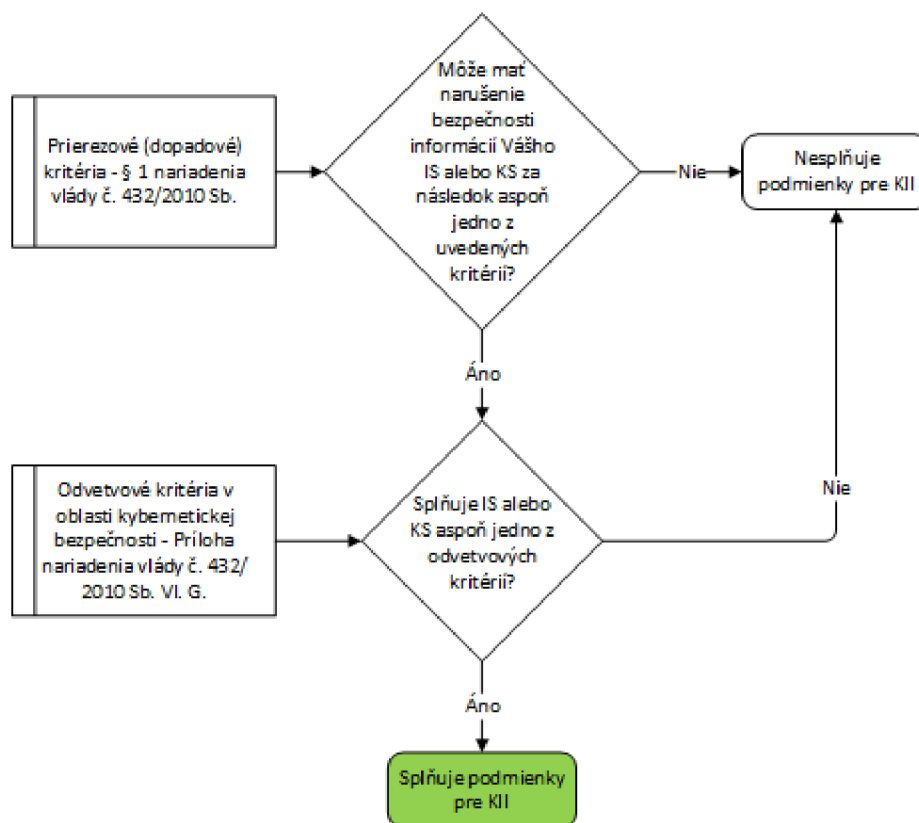 Prierezové (dopadové)
kritéria - § 1 nariadenia
vlády č. 432/2010 Sb.
Môže mať
narušenie
bezpečnosti
informácií Vášho
IS alebo KS za
následok aspoň
jedno z
uvedených
kritérií?
Nie
Nesplňuje
podmienky pre KII
Áno
Odvetvové kritéria v
oblasti kybernetickej
bezpečnosti - Príloha
nariadenia vlády č. 432/
2010 Sb. VI. G.
Splňuje IS alebo
KS aspoň jedno z
odvetvových
kritérií?
Nie
Áno
Splňuje podmienky
pre KII